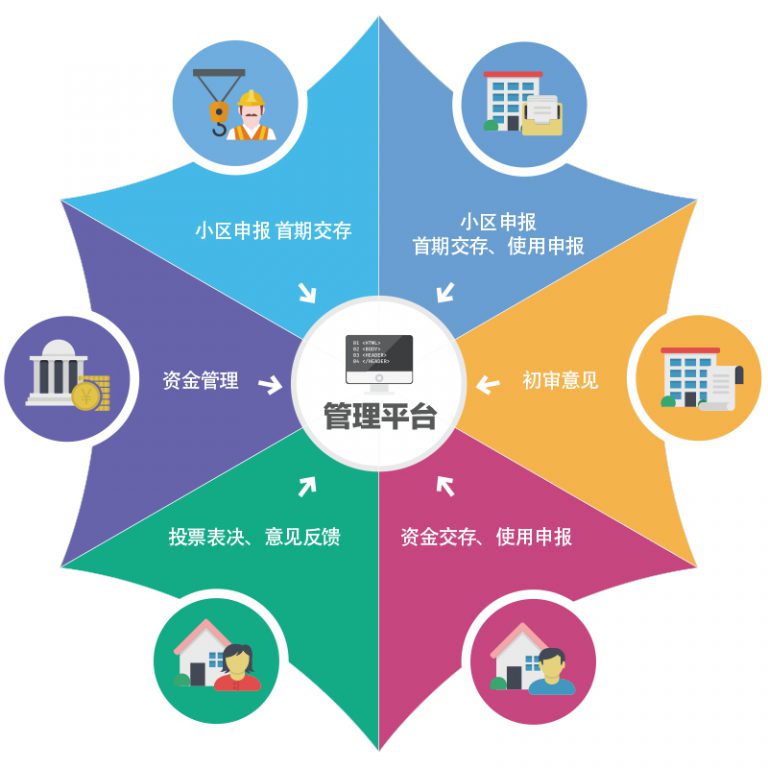 小区申报 首期交存
小区申报
首期交存、使用申报
资金管理
初审意见
01 <HTML>
02 <BODY>
03 <HEADER>
04 </HEADER>
管理平台
投票表决、意见反馈
资金交存、使用申报
¥